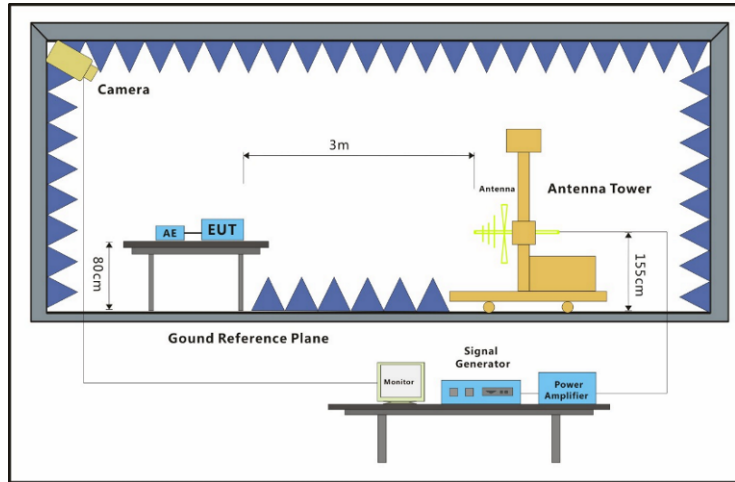 Camera
3m
Antenna
Antenna Tower
AE
EUT
80cm
155cm
Gound Reference Plane
Signal
Generator
Monitor
Power
Amplifier